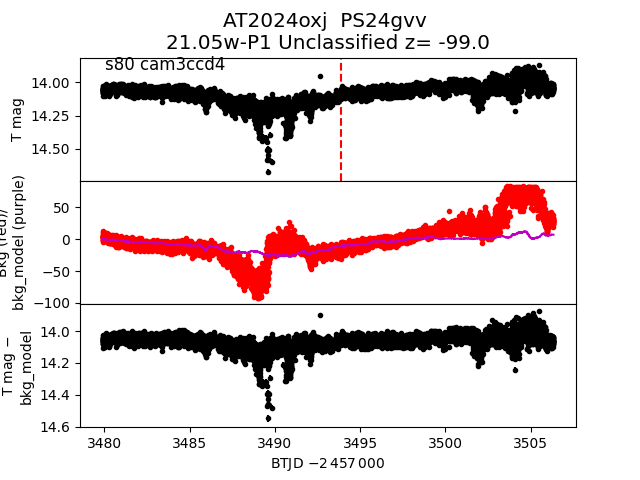 AT2024oxj  PS24gvv
21.05w-P1 Unclassified z= -99.0
s80 cam3ccd4
T mag
14.00
14.25
14.50
Bkg (red)/
bkg_model (purple)
50
0
−50
−100
T mag −
bkg_model
14.0
14.2
14.4
14.6
3480 3485 3490 3495 3500 3505
BTJD −2 457 000